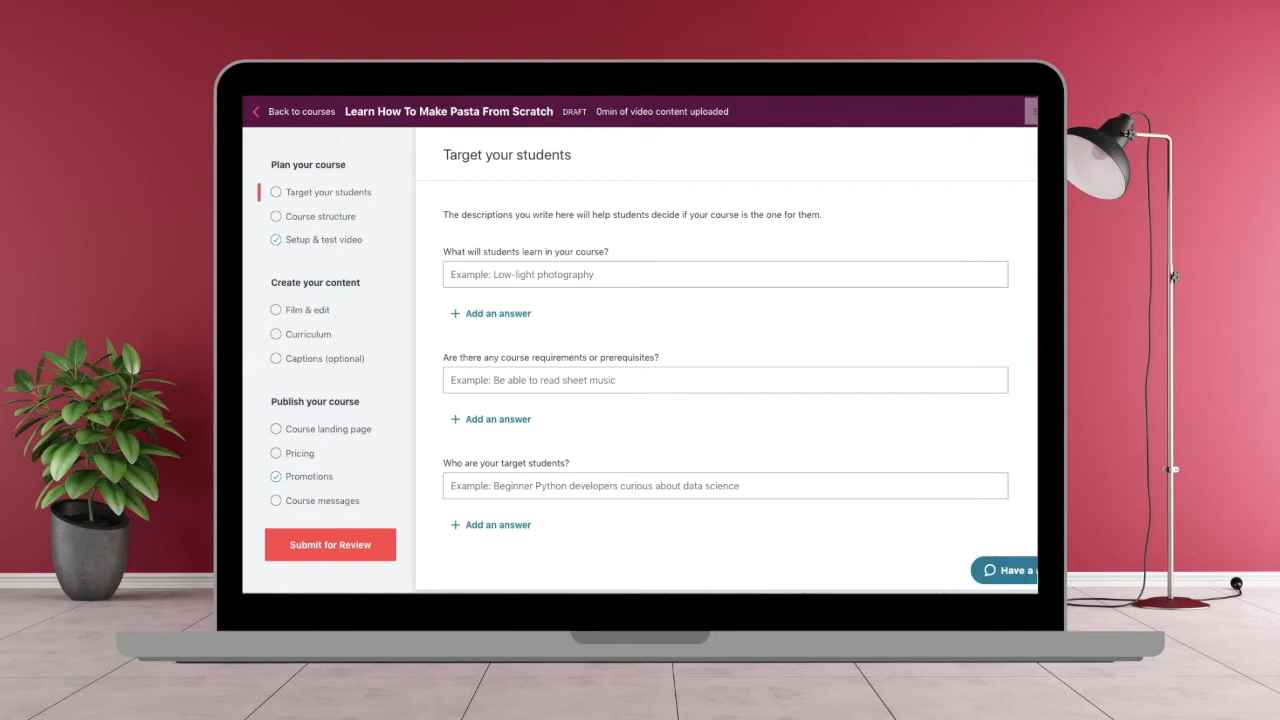 Back to courses Learn How To Make Pasta From Scratch DRAFT 0min of video content uploaded
Plan your course
Target your students
Course structure
Setup & test video
Create your content
Film & edit
Curriculum
Captions (optional)
Publish your course
Course landing page
Pricing
Promotions
Course messages
Submit for Review
Target your students
The descriptions you write here will help students decide if your course is the one for them.
What will students learn in your course?
Example: Low-light photography
Add an answer
Are there any course requirements or prerequisites?
Example: Be able to read sheet music
Add an answer
Who are your target students?
Example: Beginner Python developers curious about data science
Add an answer
Have a